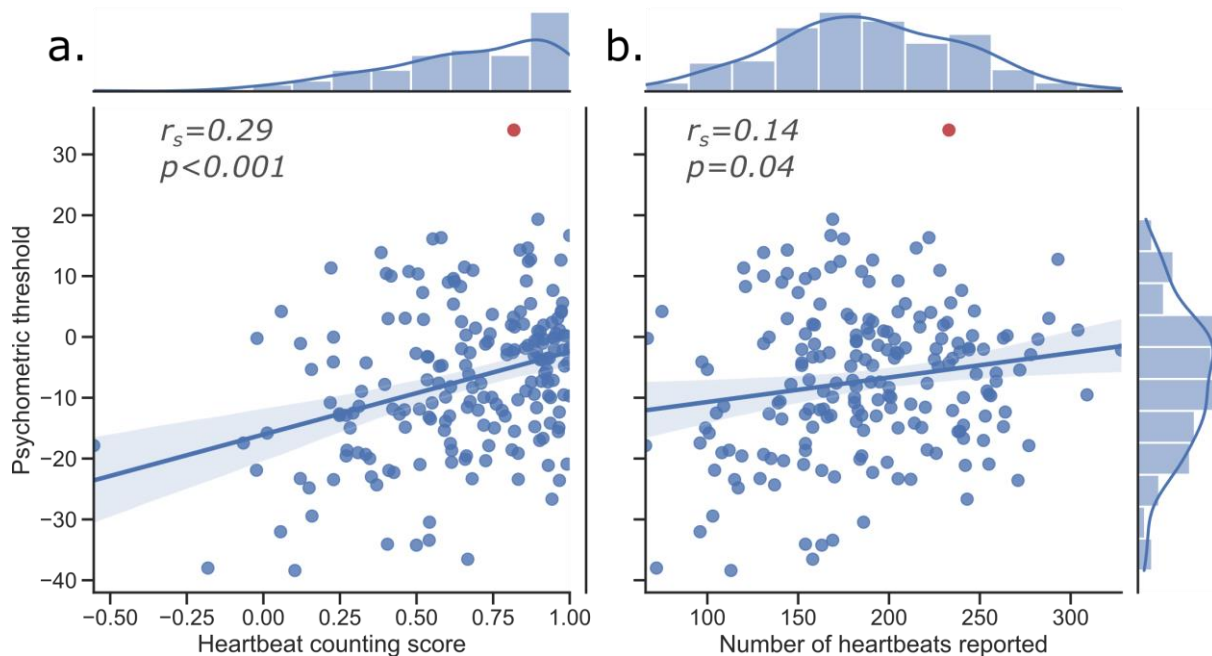 a.
b.
r_s=0.29
p<0.001
r_s=0.14
p=0.04
Psychometric threshold
30
20
10
0
−10
−20
−30
−40
−0.50
−0.25
0.00
0.25
0.50
0.75
1.00
Heartbeat counting score
100
150
200
250
300
Number of heartbeats reported